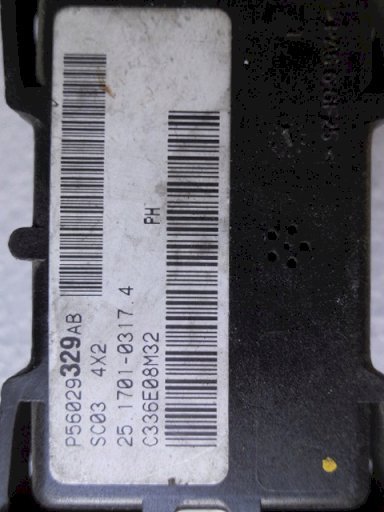 P56029329AB
SC03 4X2
25.1701-0317.4
C336E08M32
PH